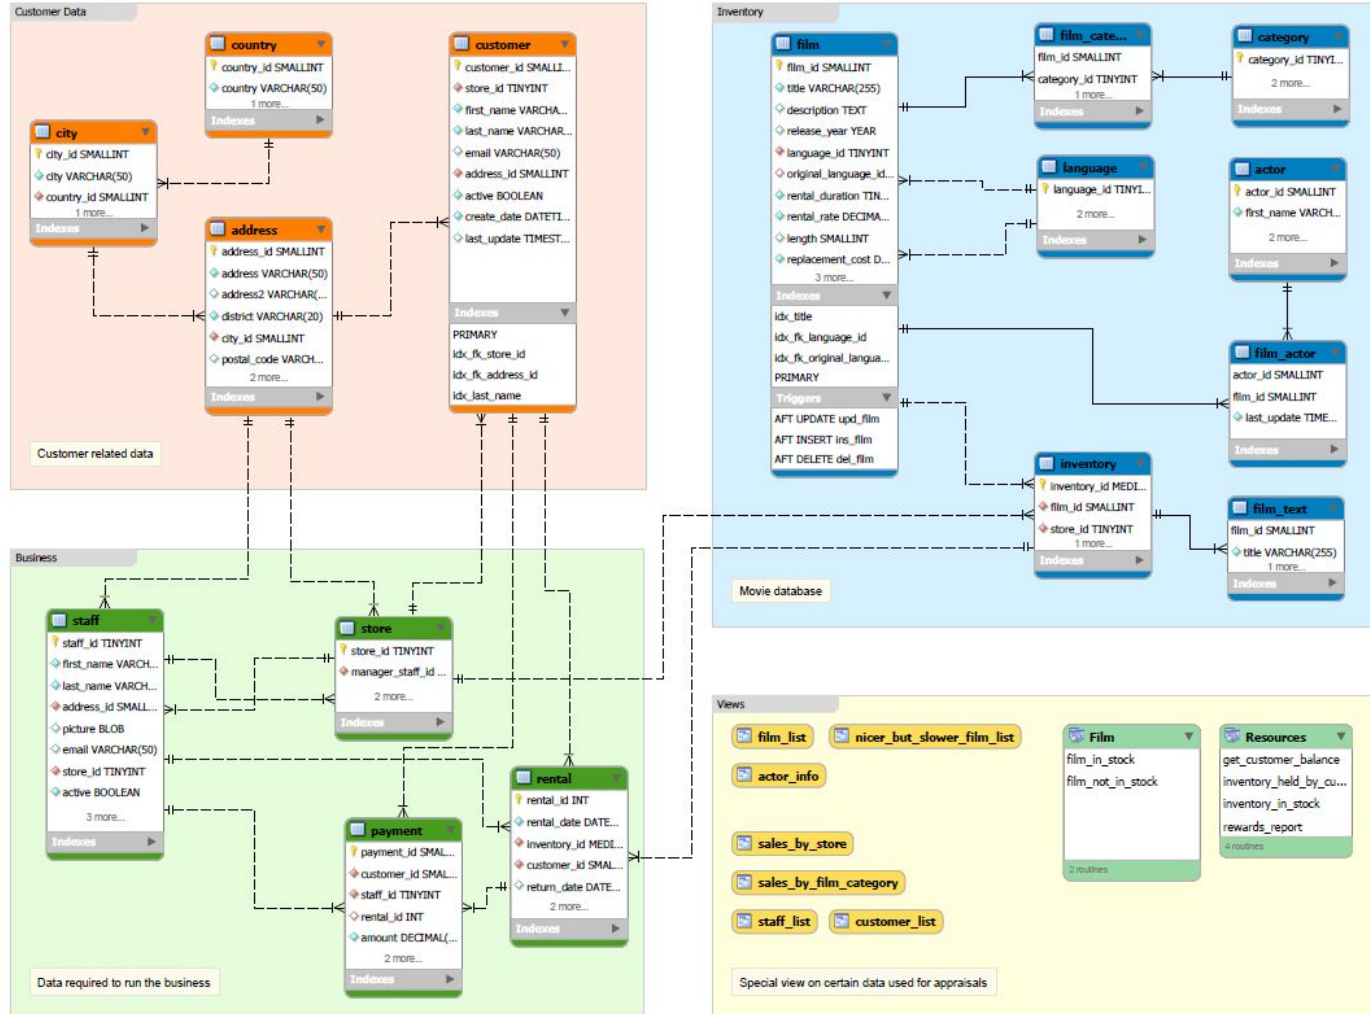 Customer Data
country
country_id SMALLINT
country VARCHAR(50)
1 more...
Indexes
customer
customer_id SMALLI...
store_id TINYINT
first_name VARCHA...
last_name VARCHAR...
email VARCHAR(50)
address_id SMALLINT
active BOOLEAN
create_date DATETI...
last_update TIMEST...
Indexes
PRIMARY
idx_fk_store_id
idx_fk_address_id
idx_last_name
city
city_id SMALLINT
city VARCHAR(50)
country_id SMALLINT
1 more...
Indexes
address
address_id SMALLINT
address VARCHAR(50)
address2 VARCHAR(...
district VARCHAR(20)
city_id SMALLINT
postal_code VARCH...
2 more...
Indexes
Customer related data
Inventory
film
film_id SMALLINT
title VARCHAR(255)
description TEXT
release_year YEAR
language_id TINYINT
original_language_id...
rental_duration TIN...
rental_rate DECIMA...
length SMALLINT
replacement_cost D...
3 more...
Indexes
idx_title
idx_fk_language_id
idx_fk_original_langua...
PRIMARY
Triggers
AFT UPDATE upd_film
AFT INSERT ins_film
AFT DELETE del_film
film_cate...
film_id SMALLINT
category_id TINYINT
1 more...
Indexes
category
category_id TINYI...
2 more...
Indexes
language
language_id TINYI...
2 more...
Indexes
actor
actor_id SMALLINT
first_name VARCH...
2 more...
Indexes
film_actor
actor_id SMALLINT
film_id SMALLINT
last_update TIME...
Indexes
inventory
inventory_id MEDI...
film_id SMALLINT
store_id TINYINT
1 more...
Indexes
film_text
film_id SMALLINT
title VARCHAR(255)
1 more...
Indexes
Movie database
Business
staff
staff_id TINYINT
first_name VARCH...
last_name VARCH...
address_id SMALL...
picture BLOB
email VARCHAR(50)
store_id TINYINT
active BOOLEAN
3 more...
Indexes
store
store_id TINYINT
manager_staff_id ...
2 more...
Indexes
payment
payment_id SMAL...
customer_id SMAL...
staff_id TINYINT
rental_id INT
amount DECIMAL(...
2 more...
Indexes
rental
rental_id INT
rental_date DATE...
inventory_id MEDI...
customer_id SMAL...
return_date DATE...
2 more...
Indexes
Data required to run the business
Views
film_list
nicer_but_slower_film_list
actor_info
sales_by_store
sales_by_film_category
staff_list
customer_list
Film
film_in_stock
film_not_in_stock
2 routines
Resources
get_customer_balance
inventory_held_by_cu...
inventory_in_stock
rewards_report
4 routines
Special view on certain data used for appraisals